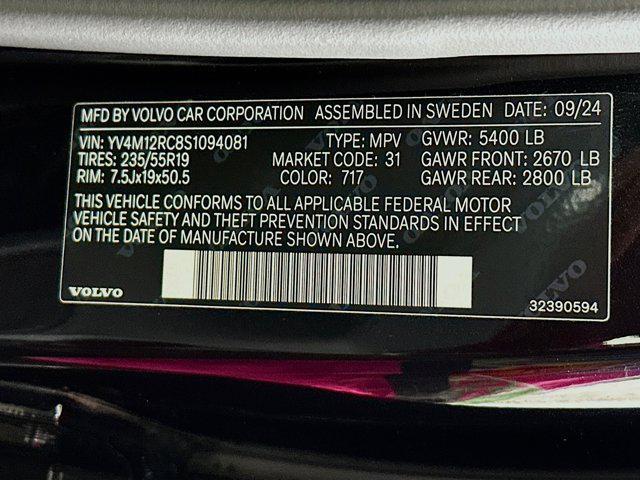 MFD BY VOLVO CAR CORPORATION ASSEMBLED IN SWEDEN DATE: 09/24
VIN: YV4M12RC8S1094081 TYPE: MPV GVWR: 5400 LB
TIRES: 235/55R19 MARKET CODE: 31 GAWR FRONT: 2670 LB
RIM: 7.5Jx19x50.5 COLOR: 717 GAWR REAR: 2800 LB
THIS VEHICLE CONFORMS TO ALL APPLICABLE FEDERAL MOTOR
VEHICLE SAFETY AND THEFT PREVENTION STANDARDS IN EFFECT
ON THE DATE OF MANUFACTURE SHOWN ABOVE.
VOLVO
32390594